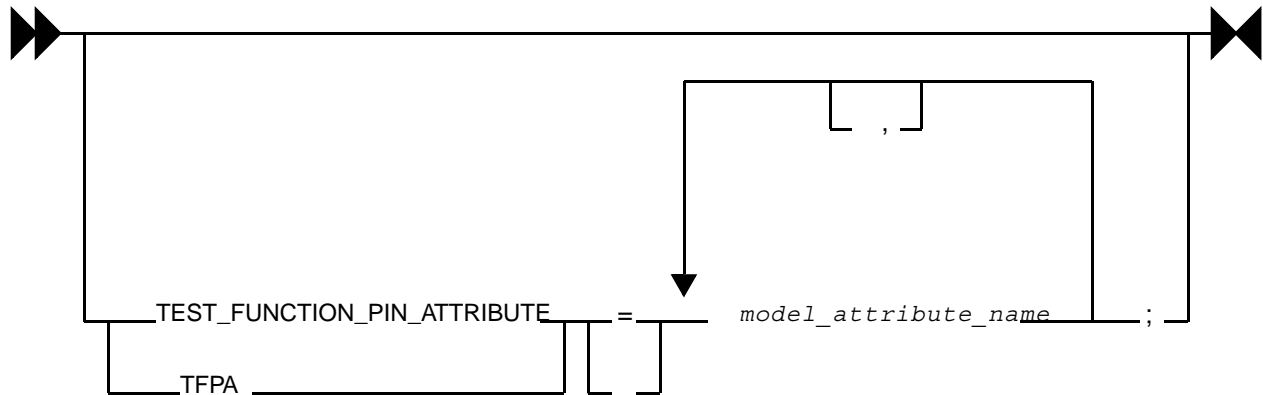 ,
TEST_FUNCTION_PIN_ATTRIBUTE = model_attribute_name ;
TFPA